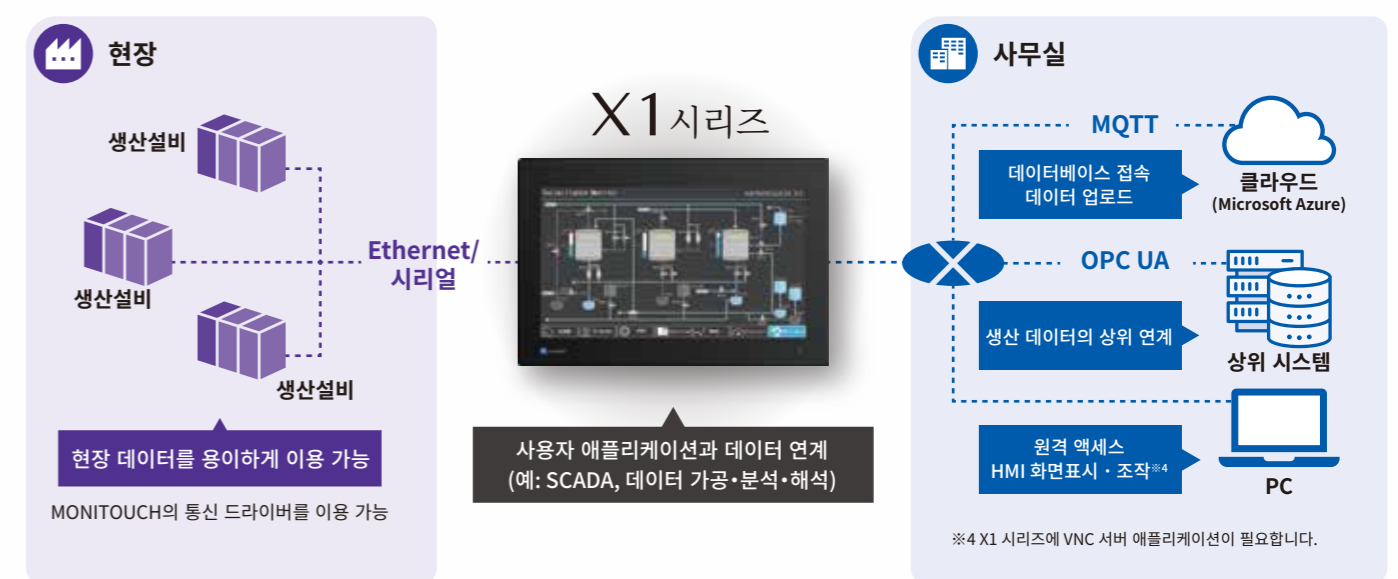 현장
생산설비
생산설비
생산설비
현장 데이터를 용이하게 이용 가능
MONITOUCH의 통신 드라이버를 이용 가능
Ethernet/
시리얼
X1시리즈
사용자 애플리케이션과 데이터 연계
(예: SCADA, 데이터 가공•분석•해석)
사무실
MQTT
데이터베이스 접속
데이터 업로드
클라우드
(Microsoft Azure)
OPC UA
생산 데이터의 상위 연계
상위 시스템
원격 액세스
HMI 화면표시 · 조작※4
PC
※4 X1 시리즈에 VNC 서버 애플리케이션이 필요합니다.